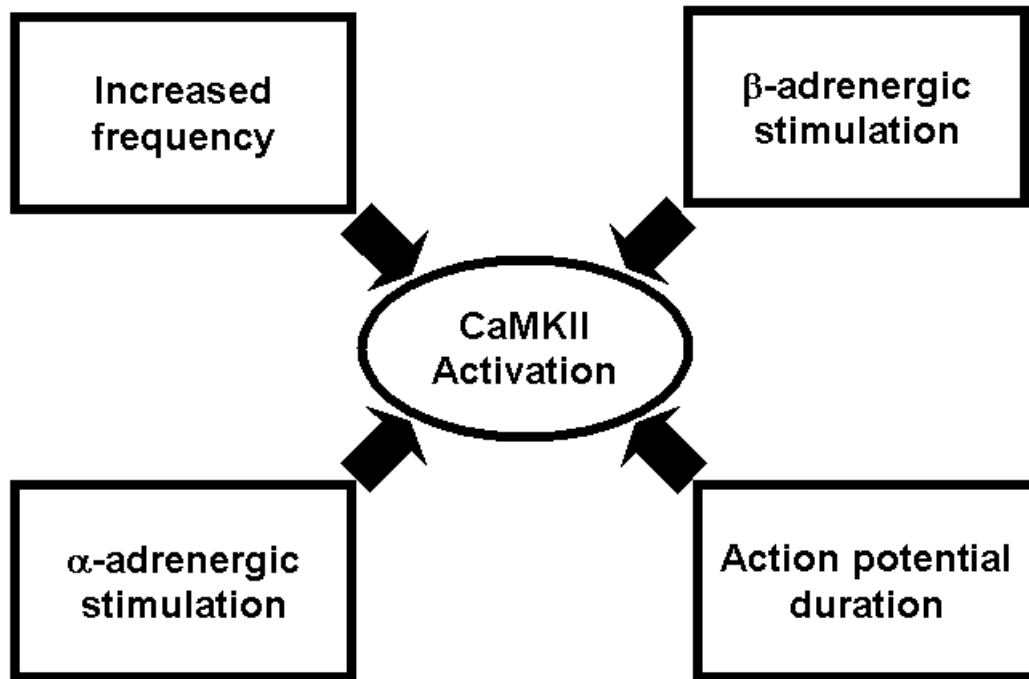 Increased
frequency
β-adrenergic
stimulation
CaMKII
Activation
α-adrenergic
stimulation
Action potential
duration